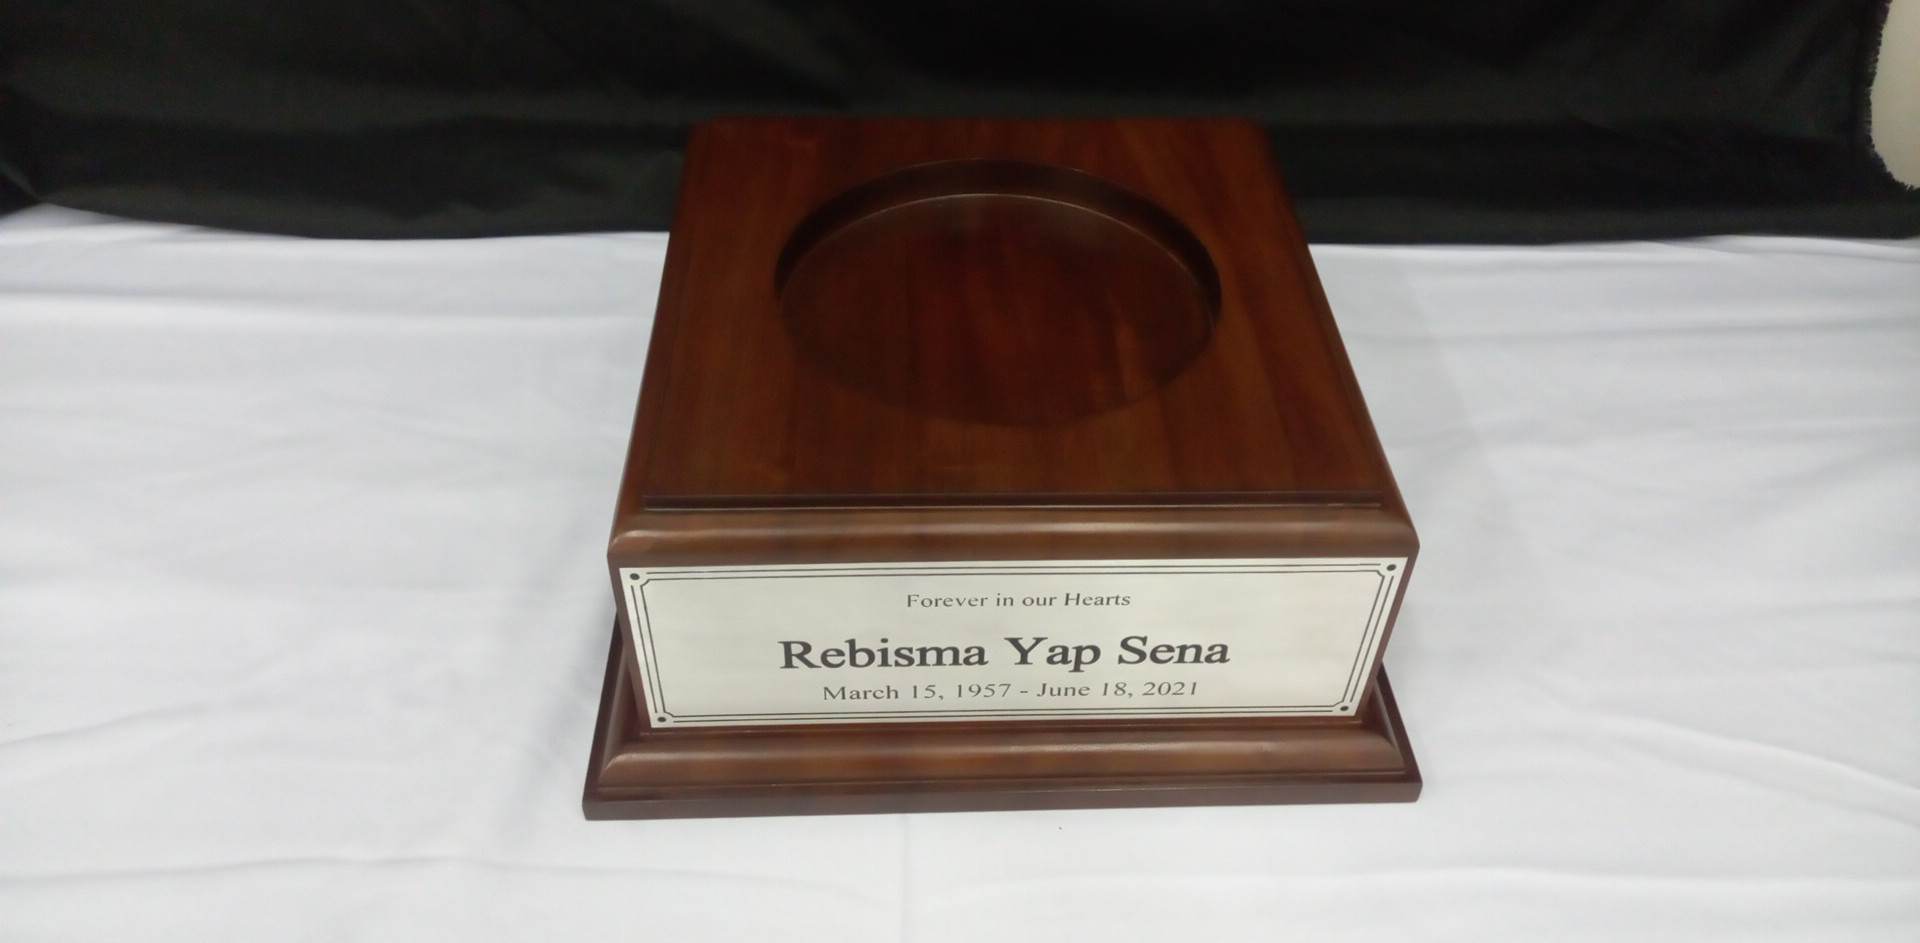 Forever in our Hearts
Rebisma Yap Sena
March 15, 1957 - June 18, 2021